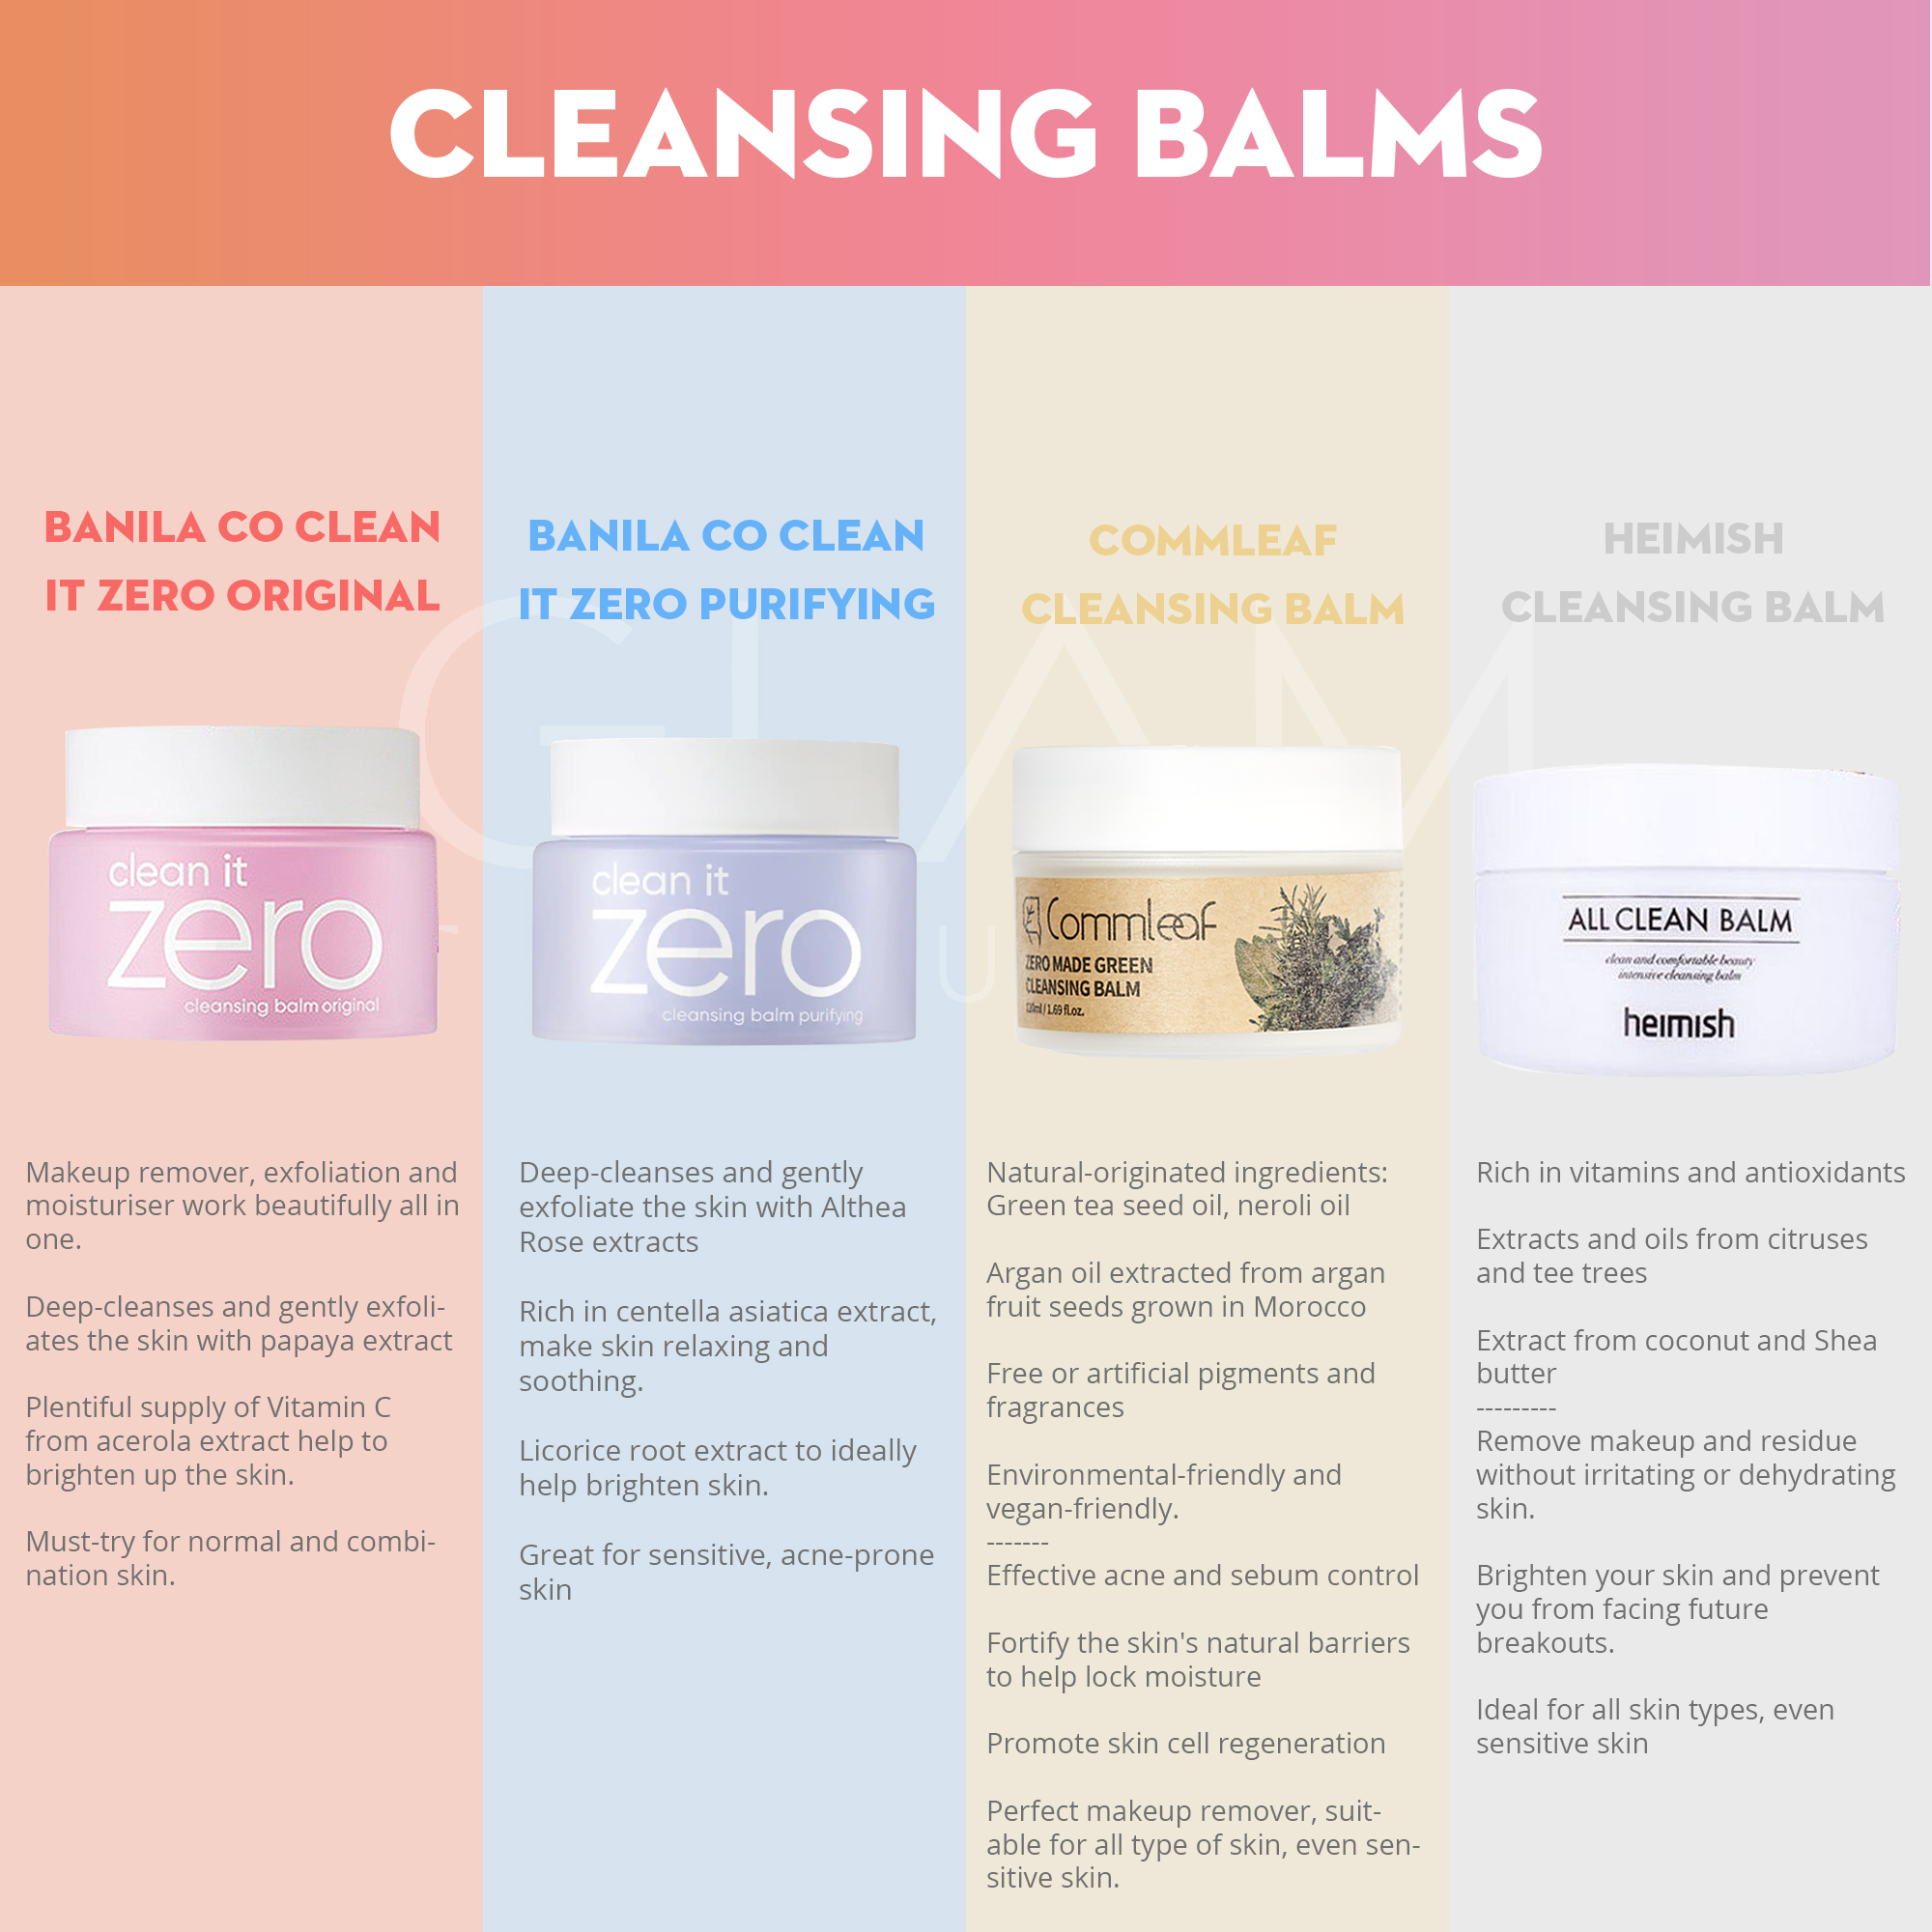 CLEANSING BALMS
BANILA CO CLEAN
IT ZERO ORIGINAL
clean it
zero
cleansing balm original
Makeup remover, exfoliation and
moisturiser work beautifully all in
one.
Deep-cleanses and gently exfoli-
ates the skin with papaya extract
Plentiful supply of Vitamin C
from acerola extract help to
brighten up the skin.
Must-try for normal and combi-
nation skin.
BANILA CO CLEAN
IT ZERO PURIFYING
clean it
zero
cleansing balm purifying
Deep-cleanses and gently
exfoliate the skin with Althea
Rose extracts
Rich in centella asiatica extract,
make skin relaxing and
soothing.
Licorice root extract to ideally
help brighten skin.
Great for sensitive, acne-prone
skin
COMMLEAF
CLEANSING BALM
Commleaf
ZERO MADE GREEN
CLEANSING BALM
120ml / 1.69 fl.oz.
Natural-originated ingredients:
Green tea seed oil, neroli oil
Argan oil extracted from argan
fruit seeds grown in Morocco
Free or artificial pigments and
fragrances
Environmental-friendly and
vegan-friendly.
-------
Effective acne and sebum control
Fortify the skin's natural barriers
to help lock moisture
Promote skin cell regeneration
Perfect makeup remover, suit-
able for all type of skin, even sen-
sitive skin.
HEIMISH
CLEANSING BALM
ALL CLEAN BALM
clean and comfortable beauty
intensive cleansing balm
heimish
Rich in vitamins and antioxidants
Extracts and oils from citruses
and tee trees
Extract from coconut and Shea
butter
---------
Remove makeup and residue
without irritating or dehydrating
skin.
Brighten your skin and prevent
you from facing future
breakouts.
Ideal for all skin types, even
sensitive skin
GLAM